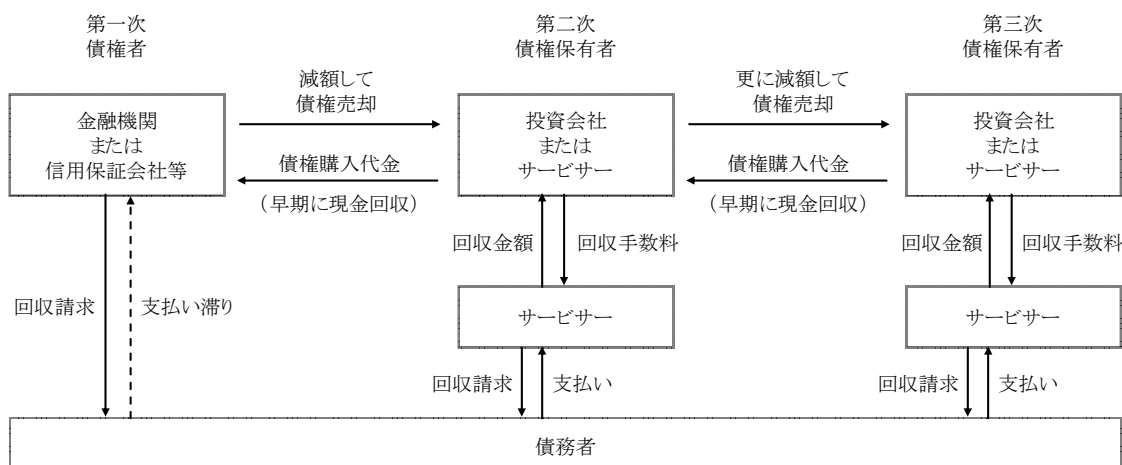 第一次
債権者
第二次
債権保有者
第三次
債権保有者
減額して
債権売却
更に減額して
債権売却
金融機関
または
信用保証会社等
投資会社
または
サービサー
投資会社
または
サービサー
債権購入代金
(早期に現金回収)
債権購入代金
(早期に現金回収)
回収金額
回収手数料
回収金額
回収手数料
回収請求
支払い滞り
サービサー
サービサー
回収請求
支払い
回収請求
支払い
債務者